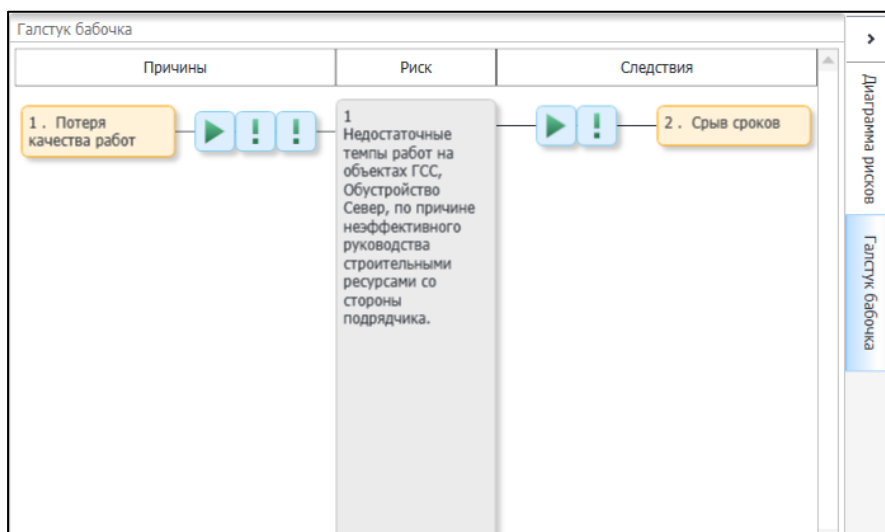 Галстук бабочка
Причины
Риск
Следствия
1 . Потеря
качества работ
1
Недостаточные
темпы работ на
объектах ГСС,
Обустройство
Север, по причине
неэффективного
руководства
строительными
ресурсами со
стороны
подрядчика.
2 . Срыв сроков
Диаграмма рисков
Галстук бабочка